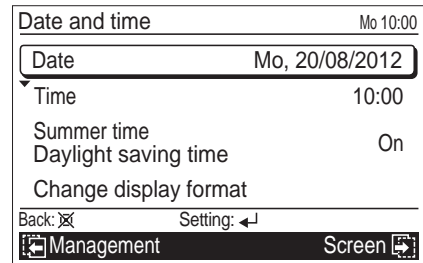 Date and time Mo 10:00
Date Mo, 20/08/2012
Time 10:00
Summer time
Daylight saving time On
Change display format
Back: Setting:
Management Screen